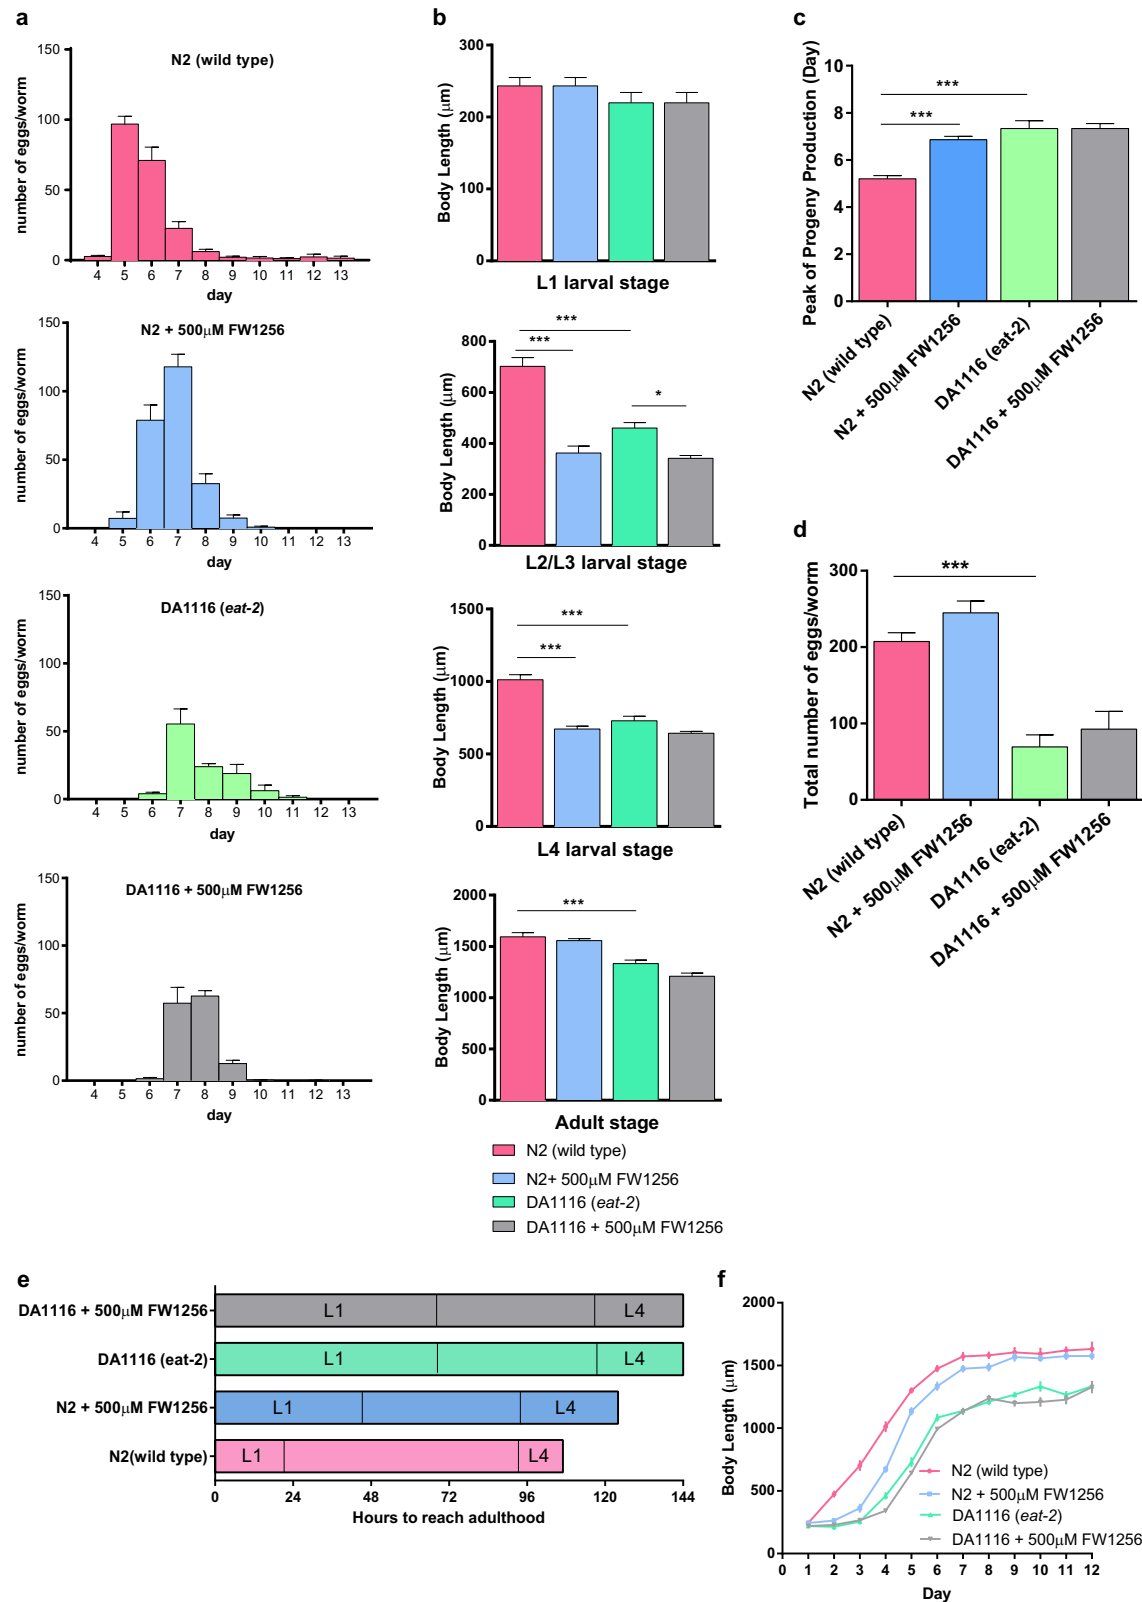 a
N2 (wild type)
number of eggs/worm
150
100
50
0
4 5 6 7 8 9 10 11 12 13
day
N2 + 500μM FW1256
number of eggs/worm
150
100
50
0
4 5 6 7 8 9 10 11 12 13
day
DA1116 (eat-2)
number of eggs/worm
150
100
50
0
4 5 6 7 8 9 10 11 12 13
day
DA1116 + 500μM FW1256
number of eggs/worm
150
100
50
0
4 5 6 7 8 9 10 11 12 13
day
b
Body Length (μm)
300
200
100
0
L1 larval stage
Body Length (μm)
800
600
400
200
0
***
***
*
L2/L3 larval stage
Body Length (μm)
1500
1000
500
0
***
***
L4 larval stage
Body Length (μm)
2000
1500
1000
500
0
***
Adult stage
N2 (wild type)
N2+ 500μM FW1256
DA1116 (eat-2)
DA1116 + 500μM FW1256
c
Peak of Progeny Production (Day)
10
8
6
4
2
0
***
***
N2 (wild type)
N2 + 500μM FW1256
DA1116 (eat-2)
DA1116 + 500μM FW1256
d
Total number of eggs/worm
300
200
100
0
***
N2 (wild type)
N2 + 500μM FW1256
DA1116 (eat-2)
DA1116 + 500μM FW1256
e
DA1116 + 500μM FW1256
L1 L4
DA1116 (eat-2)
L1 L4
N2 + 500μM FW1256
L1 L4
N2(wild type)
L1 L4
0 24 48 72 96 120 144
Hours to reach adulthood
f
Body Length (μm)
2000
1500
1000
500
0
N2 (wild type)
N2 + 500μM FW1256
DA1116 (eat-2)
DA1116 + 500μM FW1256
0 1 2 3 4 5 6 7 8 9 10 11 12
Day